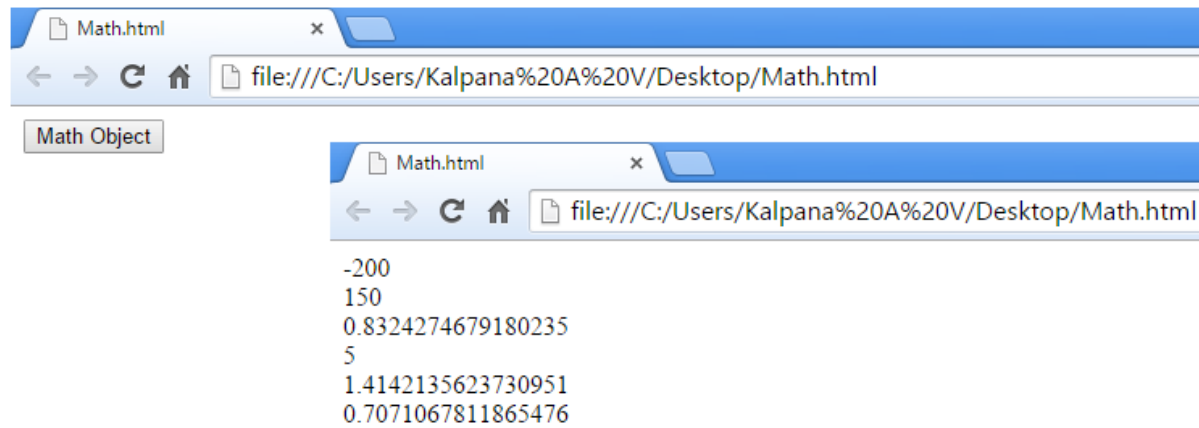 Math.html
file:///C:/Users/Kalpana%20A%20V/Desktop/Math.html
Math Object
Math.html
file:///C:/Users/Kalpana%20A%20V/Desktop/Math.html
-200
150
0.8324274679180235
5
1.4142135623730951
0.7071067811865476